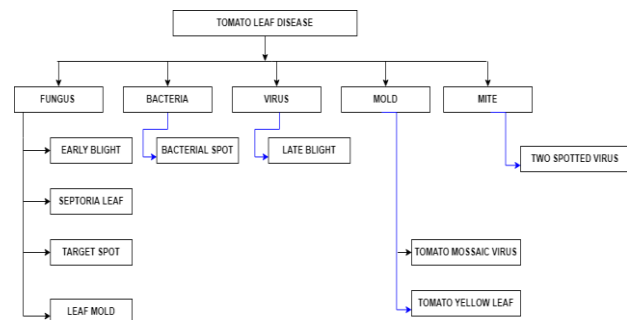 TOMATO LEAF DISEASE
FUNGUS
BACTERIA
VIRUS
MOLD
MITE
EARLY BLIGHT
BACTERIAL SPOT
LATE BLIGHT
TWO SPOTTED VIRUS
SEPTORIA LEAF
TARGET SPOT
TOMATO MOSSAIC VIRUS
LEAF MOLD
TOMATO YELLOW LEAF